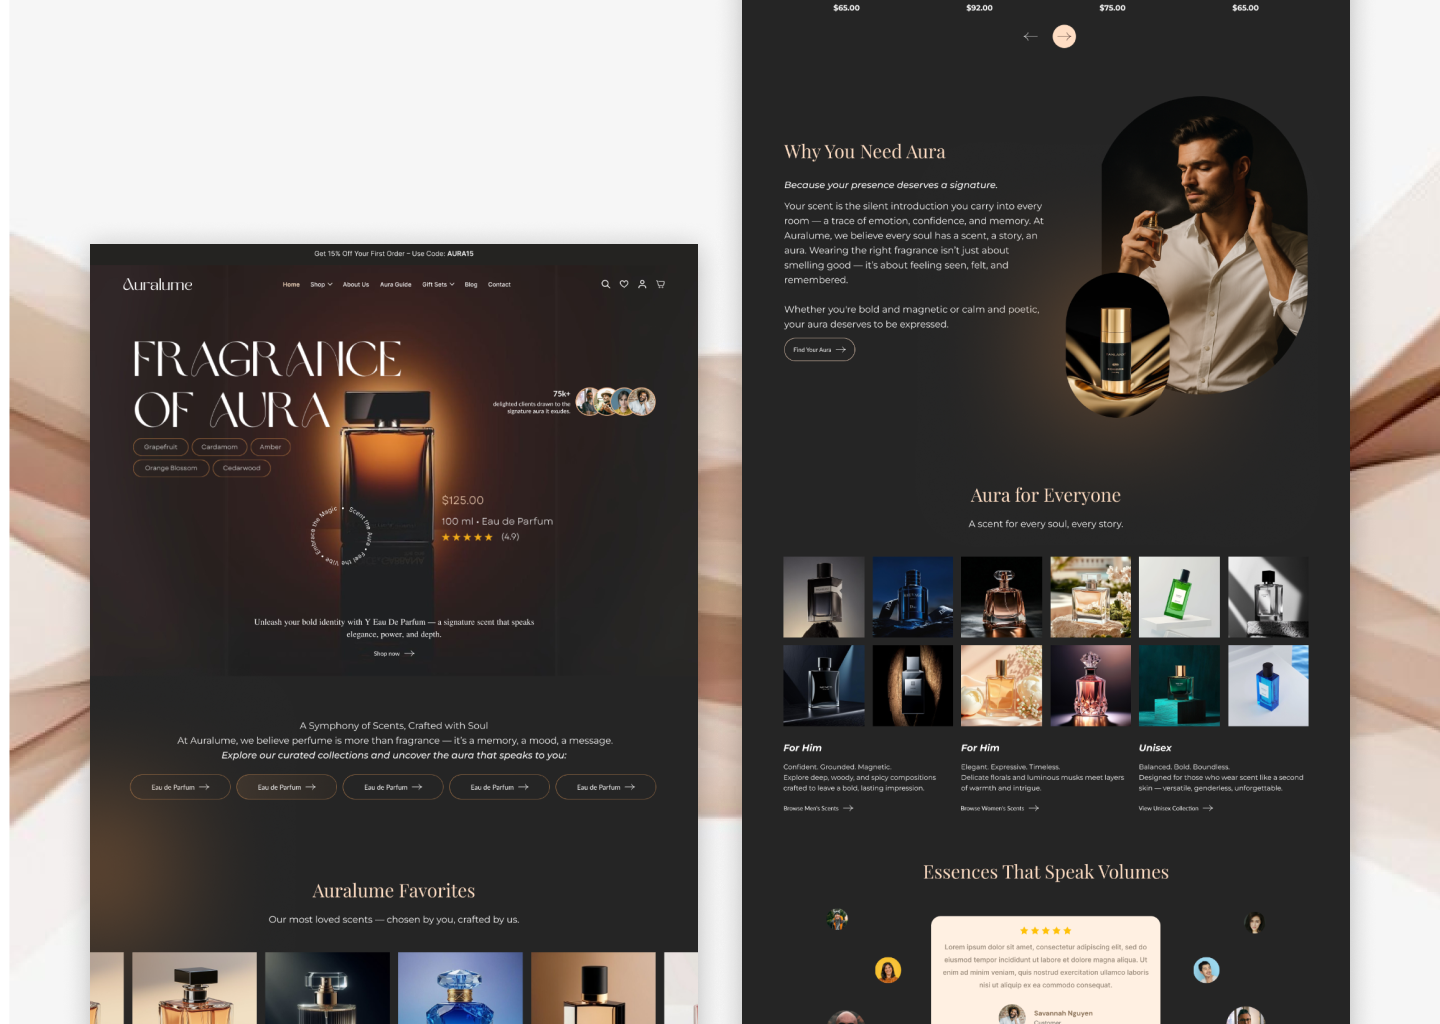 Get 15% Off Your First Order – Use Code: AURA15
Auralume
Home
Shop
About Us
Aura Guide
Gift Sets
Blog
Contact
FRAGRANCE
OF AURA
75k+
delighted clients drawn to the
signature aura it exudes.
Grapefruit
Cardamom
Amber
Orange Blossom
Cedarwood
$125.00
100 ml • Eau de Parfum
(4.9)
Scent the Aura • Feel the Vibe • Embrace the Magic •
Unleash your bold identity with Y Eau De Parfum — a signature scent that speaks
elegance, power, and depth.
Shop now
A Symphony of Scents, Crafted with Soul
At Auralume, we believe perfume is more than fragrance — it's a memory, a mood, a message.
Explore our curated collections and uncover the aura that speaks to you:
Eau de Parfum
Eau de Parfum
Eau de Parfum
Eau de Parfum
Eau de Parfum
Auralume Favorites
Our most loved scents — chosen by you, crafted by us.
$65.00
$92.00
$75.00
$65.00
Why You Need Aura
Because your presence deserves a signature.
Your scent is the silent introduction you carry into every
room — a trace of emotion, confidence, and memory. At
Auralume, we believe every soul has a scent, a story, an
aura. Wearing the right fragrance isn't just about
smelling good — it's about feeling seen, felt, and
remembered.
Whether you're bold and magnetic or calm and poetic,
your aura deserves to be expressed.
Find Your Aura
Aura for Everyone
A scent for every soul, every story.
For Him
Confident. Grounded. Magnetic.
Explore deep, woody, and spicy compositions
crafted to leave a bold, lasting impression.
Browse Men's Scents
For Him
Elegant. Expressive. Timeless.
Delicate florals and luminous musks meet layers
of warmth and intrigue.
Browse Women's Scents
Unisex
Balanced. Bold. Boundless.
Designed for those who wear scent like a second
skin — versatile, genderless, unforgettable.
View Unisex Collection
Essences That Speak Volumes
Lorem ipsum dolor sit amet, consectetur adipiscing elit, sed do
eiusmod tempor incididunt ut labore et dolore magna aliqua. Ut
enim ad minim veniam, quis nostrud exercitation ullamco laboris
nisi ut aliquip ex ea commodo consequat.
Savannah Nguyen
Customer